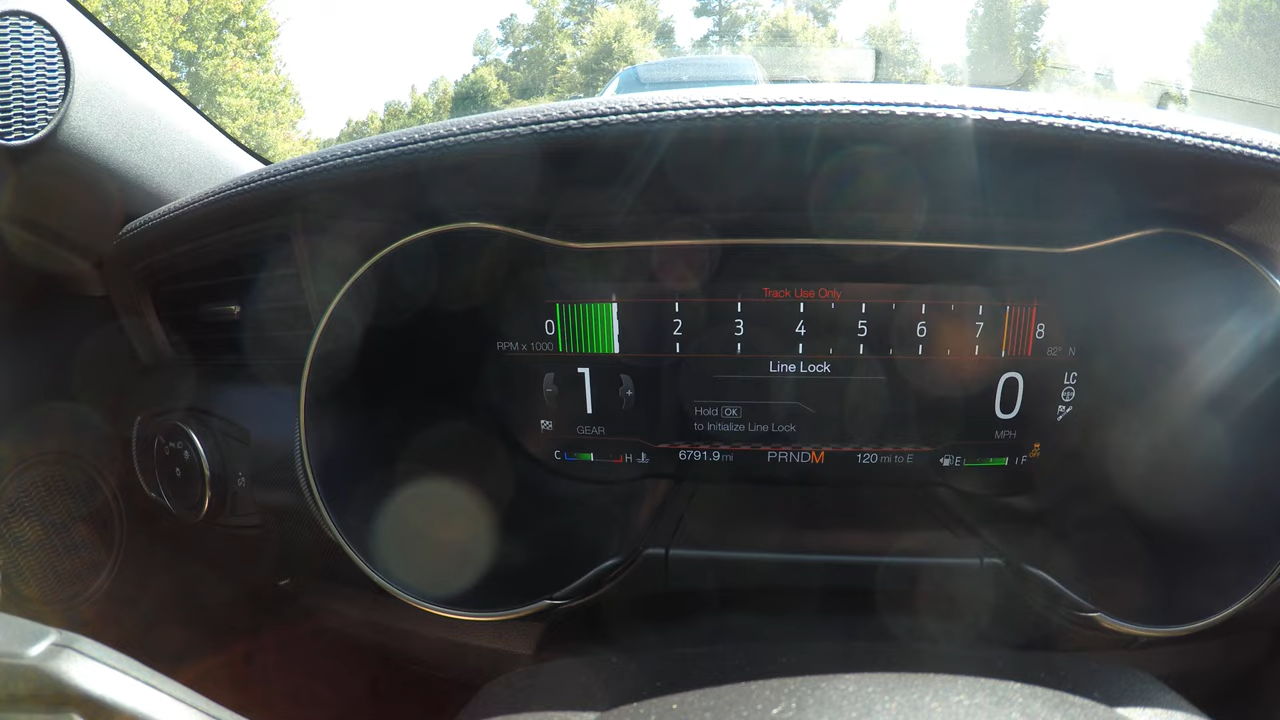 Track Use Only
0 2 3 4 5 6 7 8
RPM x 1000
82° N
Line Lock
1
GEAR
- +
Hold OK
to Initialize Line Lock
0
MPH
LC
C H
6791.9 mi
PRNDM
120 mi to E
E F
OFF